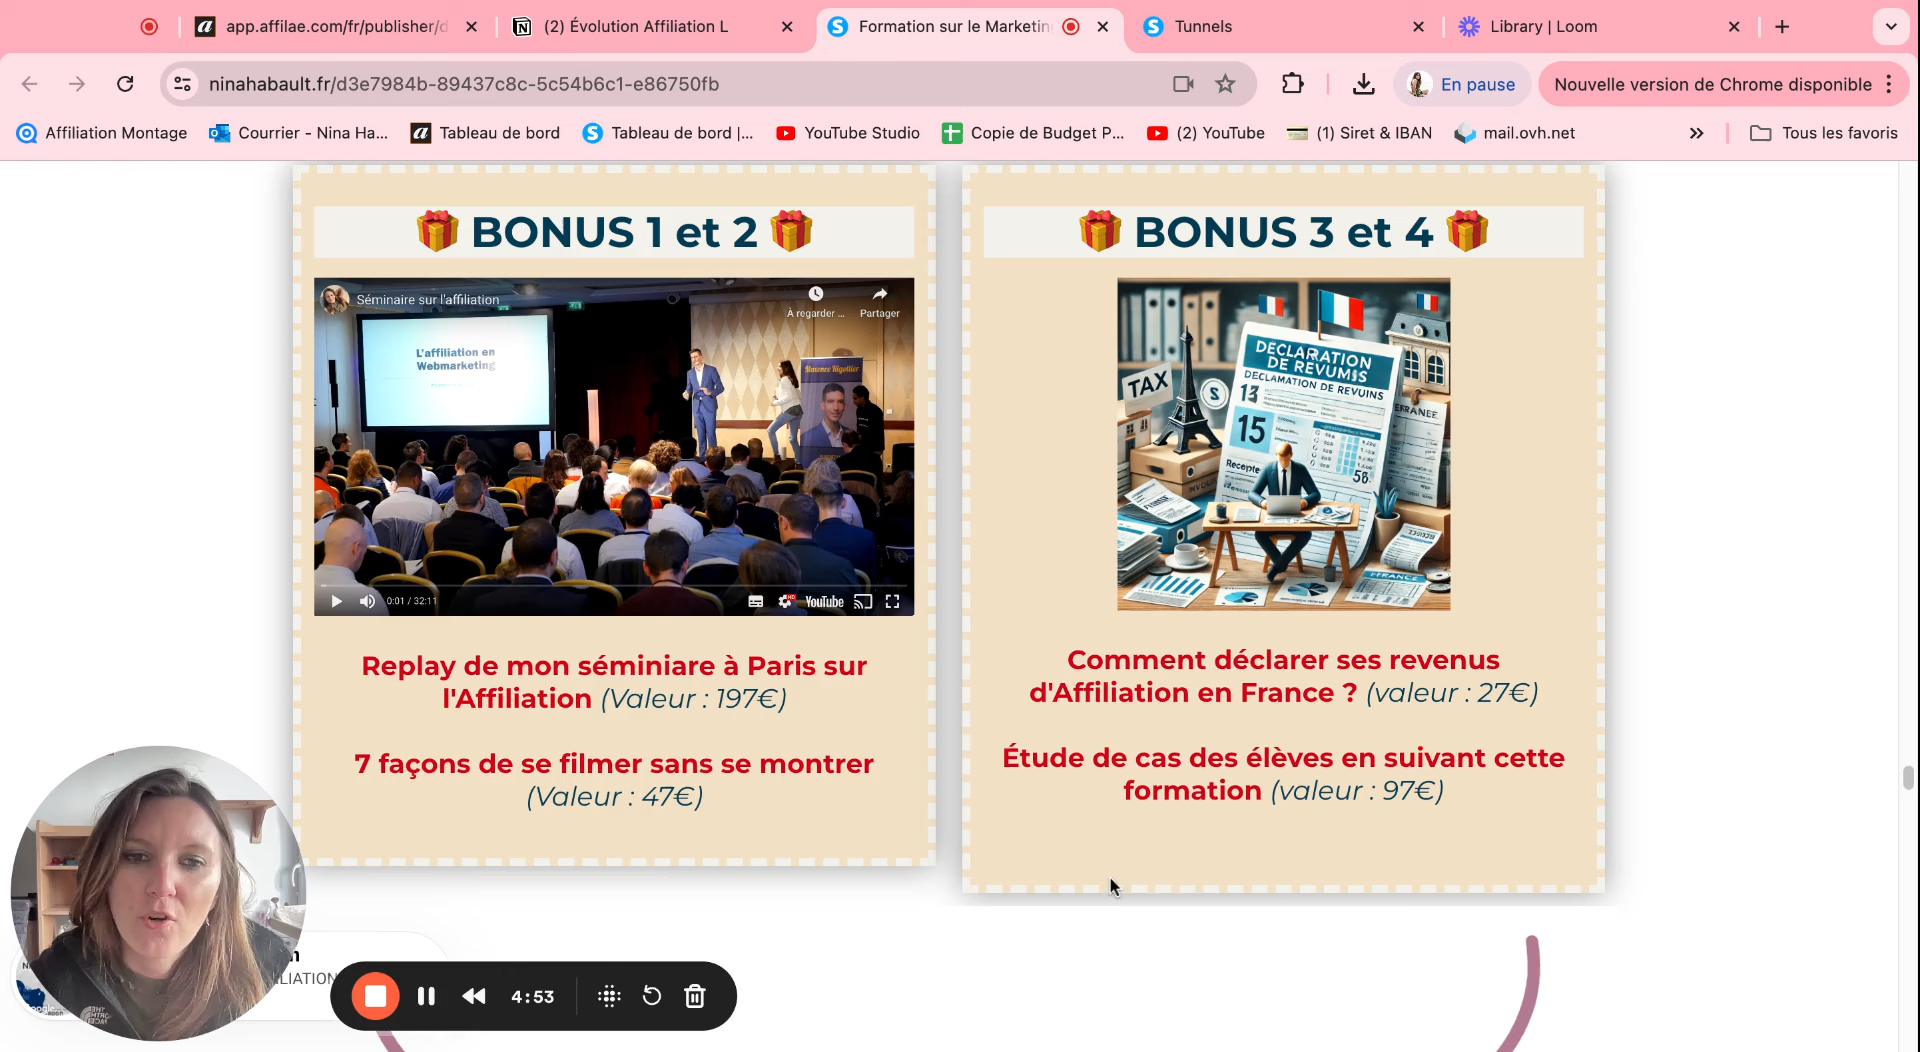 app.affilae.com/fr/publisher/d
(2) Évolution Affiliation L
Formation sur le Marketin
Tunnels
Library | Loom
ninahabault.fr/d3e7984b-89437c8c-5c54b6c1-e86750fb
En pause
Nouvelle version de Chrome disponible
Affiliation Montage
Courrier - Nina Ha...
Tableau de bord
Tableau de bord |...
YouTube Studio
Copie de Budget P...
(2) YouTube
(1) Siret & IBAN
mail.ovh.net
Tous les favoris
BONUS 1 et 2
Séminaire sur l'affiliation
À regarder ...
Partager
L'affiliation en
Webmarketing
0:01 / 32:11
YouTube
Replay de mon séminiare à Paris sur
l'Affiliation (Valeur : 197€)
7 façons de se filmer sans se montrer
(Valeur : 47€)
BONUS 3 et 4
DÉCLARATION
DE REVUMIS
DECLAMATION DE REVUINS
TAX
13
15
Recepte
58
FRANCE
Comment déclarer ses revenus
d'Affiliation en France ? (valeur : 27€)
Étude de cas des élèves en suivant cette
formation (valeur : 97€)
4:53